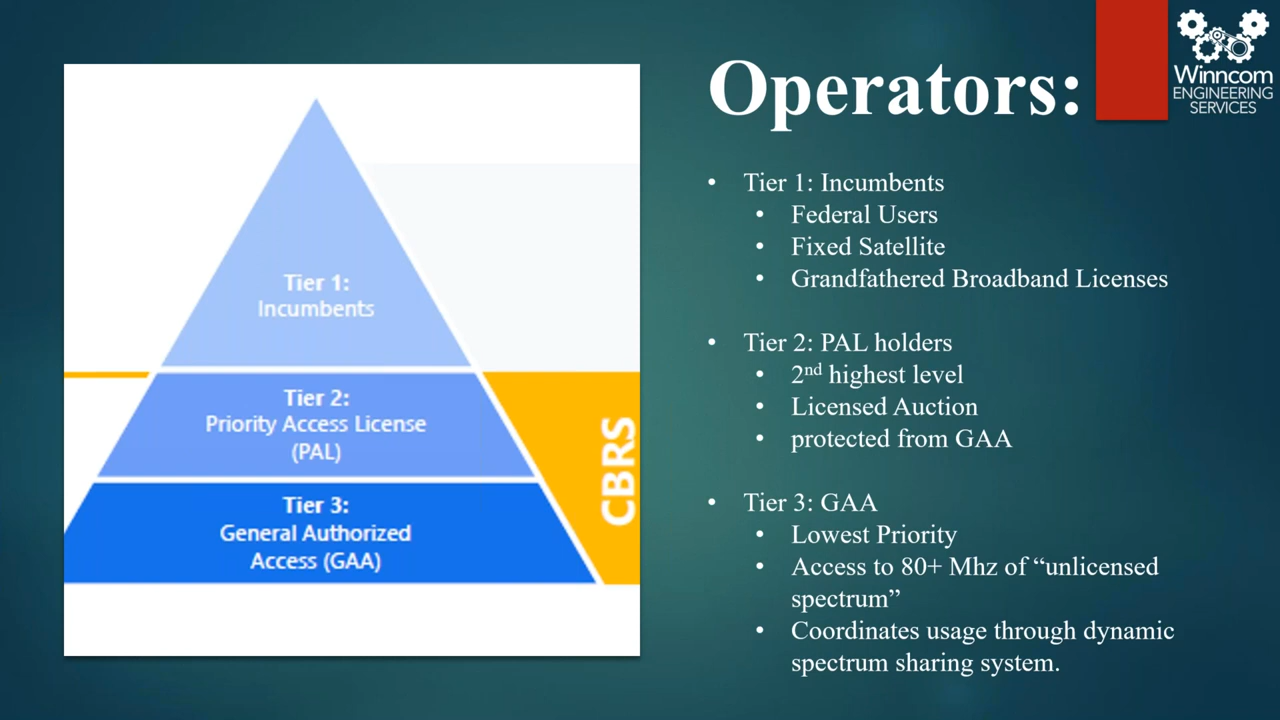 Operators:
Winncom
ENGINEERING
SERVICES
Tier 1:
Incumbents
Tier 2:
Priority Access License
(PAL)
Tier 3:
General Authorized
Access (GAA)
CBRS
• Tier 1: Incumbents
• Federal Users
• Fixed Satellite
• Grandfathered Broadband Licenses
• Tier 2: PAL holders
• 2nd highest level
• Licensed Auction
• protected from GAA
• Tier 3: GAA
• Lowest Priority
• Access to 80+ Mhz of “unlicensed
spectrum”
• Coordinates usage through dynamic
spectrum sharing system.